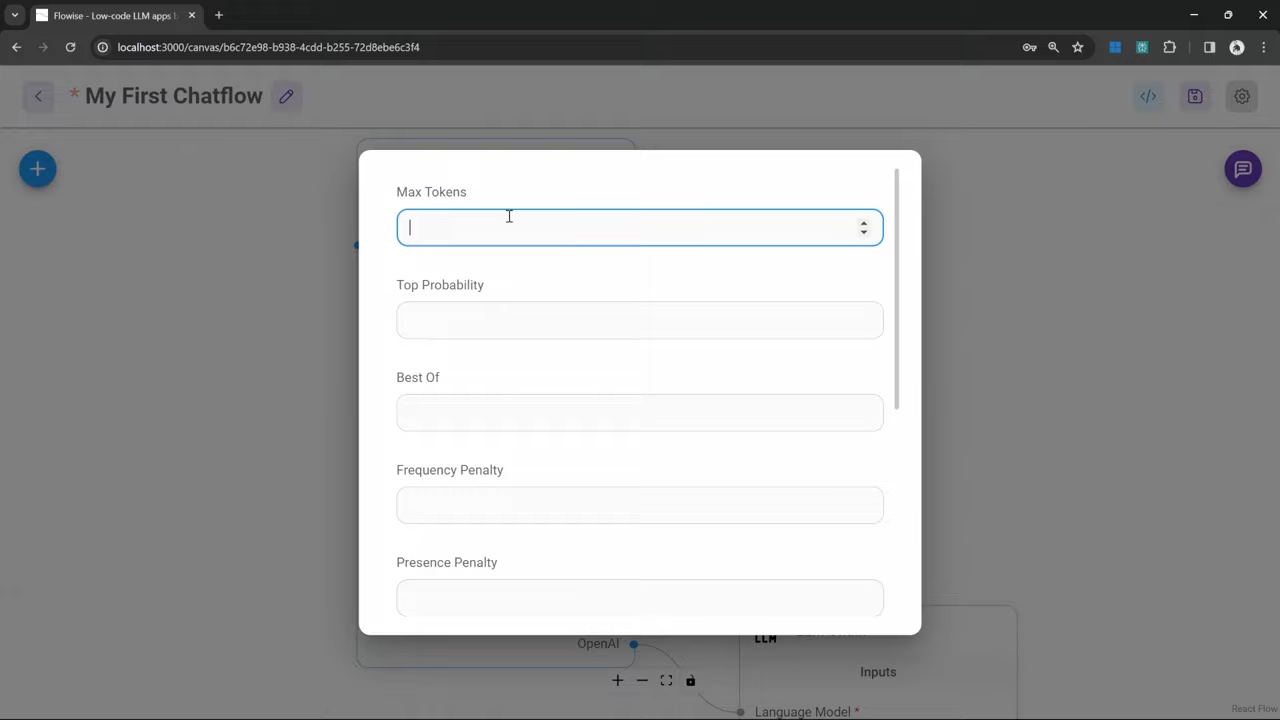 Flowise - Low-code LLM apps b
localhost:3000/canvas/b6c72e98-b938-4cdd-b255-72d8ebe6c3f4
* My First Chatflow
Max Tokens
Top Probability
Best Of
Frequency Penalty
Presence Penalty
OpenAI
LLM
Inputs
Language Model *
React Flow